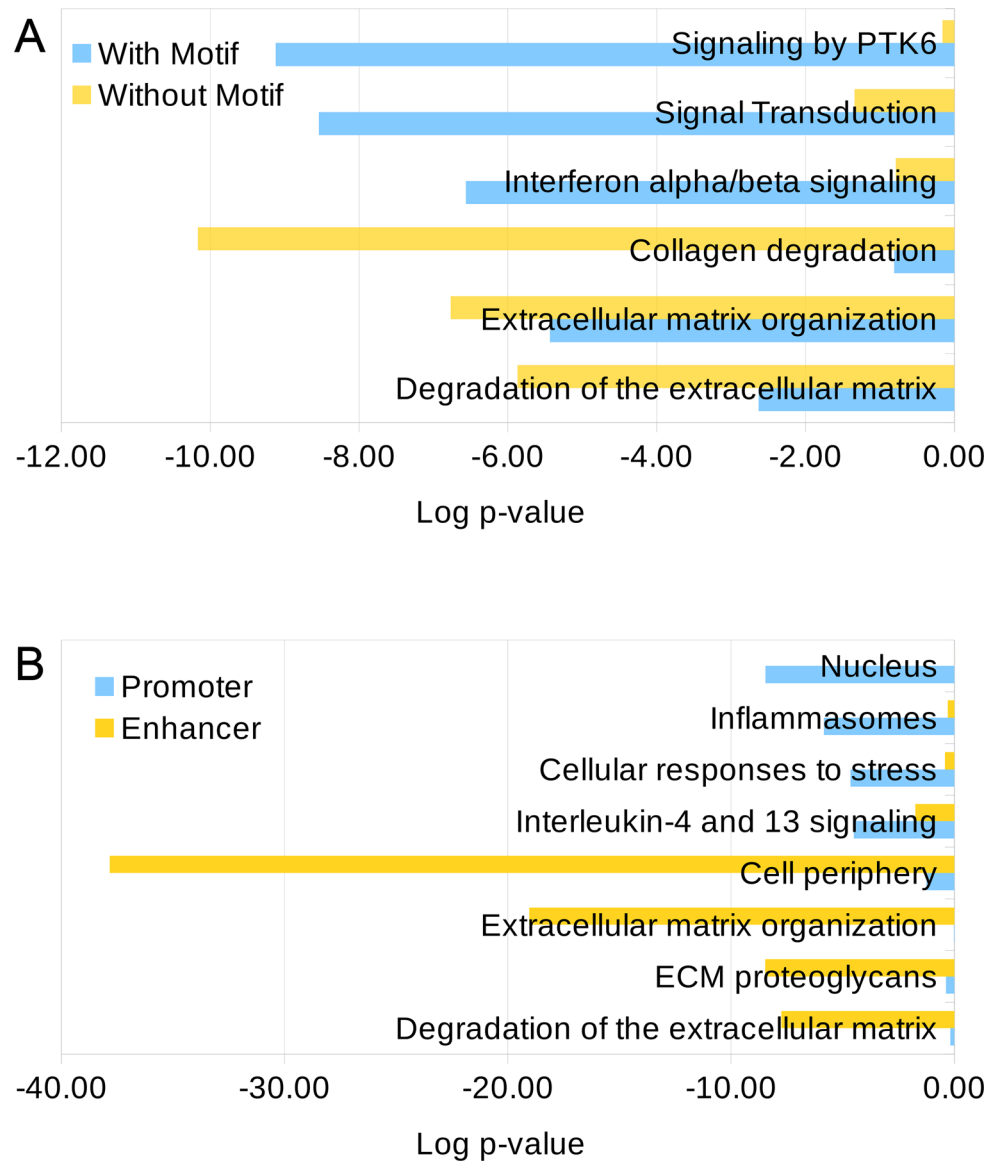 A
With Motif
Without Motif
Signaling by PTK6
Signal Transduction
Interferon alpha/beta signaling
Collagen degradation
Extracellular matrix organization
Degradation of the extracellular matrix
-12.00 -10.00 -8.00 -6.00 -4.00 -2.00 0.00
Log p-value
B
Promoter
Enhancer
Nucleus
Inflammasomes
Cellular responses to stress
Interleukin-4 and 13 signaling
Cell periphery
Extracellular matrix organization
ECM proteoglycans
Degradation of the extracellular matrix
-40.00 -30.00 -20.00 -10.00 0.00
Log p-value